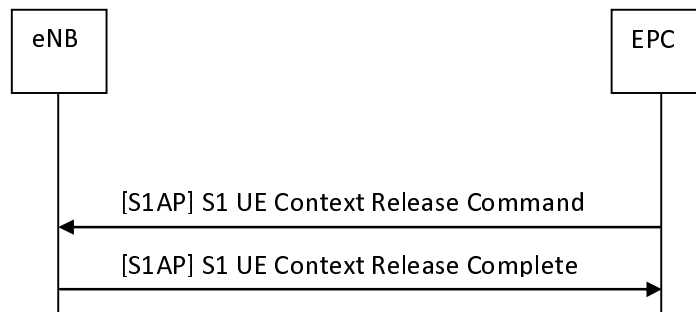 eNB
EPC
[S1AP] S1 UE Context Release Command
[S1AP] S1 UE Context Release Complete